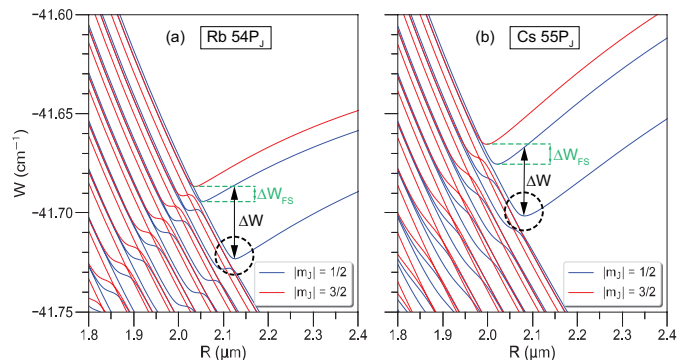 (a) Rb 54P_J
(b) Cs 55P_J
W (cm⁻¹)
−41.60
−41.65
−41.70
−41.75
ΔW_FS
ΔW
ΔW_FS
ΔW
|m_J| = 1/2
|m_J| = 3/2
|m_J| = 1/2
|m_J| = 3/2
1.8 1.9 2.0 2.1 2.2 2.3 2.4
1.8 1.9 2.0 2.1 2.2 2.3 2.4
R (μm)
R (μm)